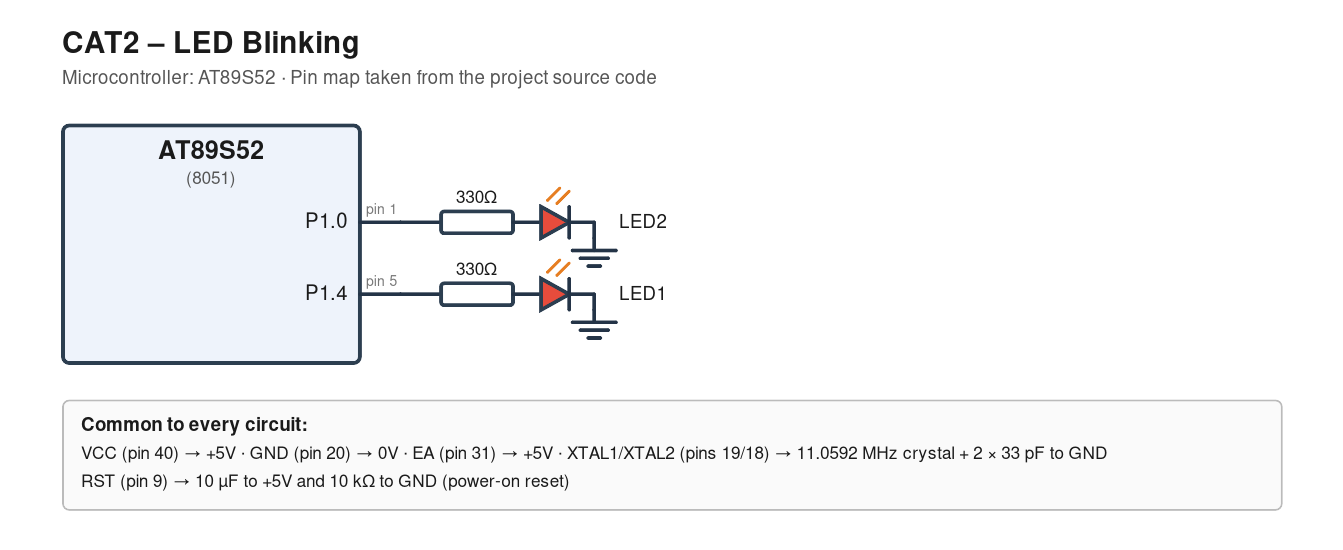 CAT2 – LED Blinking
Microcontroller: AT89S52 · Pin map taken from the project source code
AT89S52
(8051)
P1.0
pin 1
330Ω
LED2
P1.4
pin 5
330Ω
LED1
Common to every circuit:
VCC (pin 40) → +5V · GND (pin 20) → 0V · EA (pin 31) → +5V · XTAL1/XTAL2 (pins 19/18) → 11.0592 MHz crystal + 2 × 33 pF to GND
RST (pin 9) → 10 µF to +5V and 10 kΩ to GND (power-on reset)